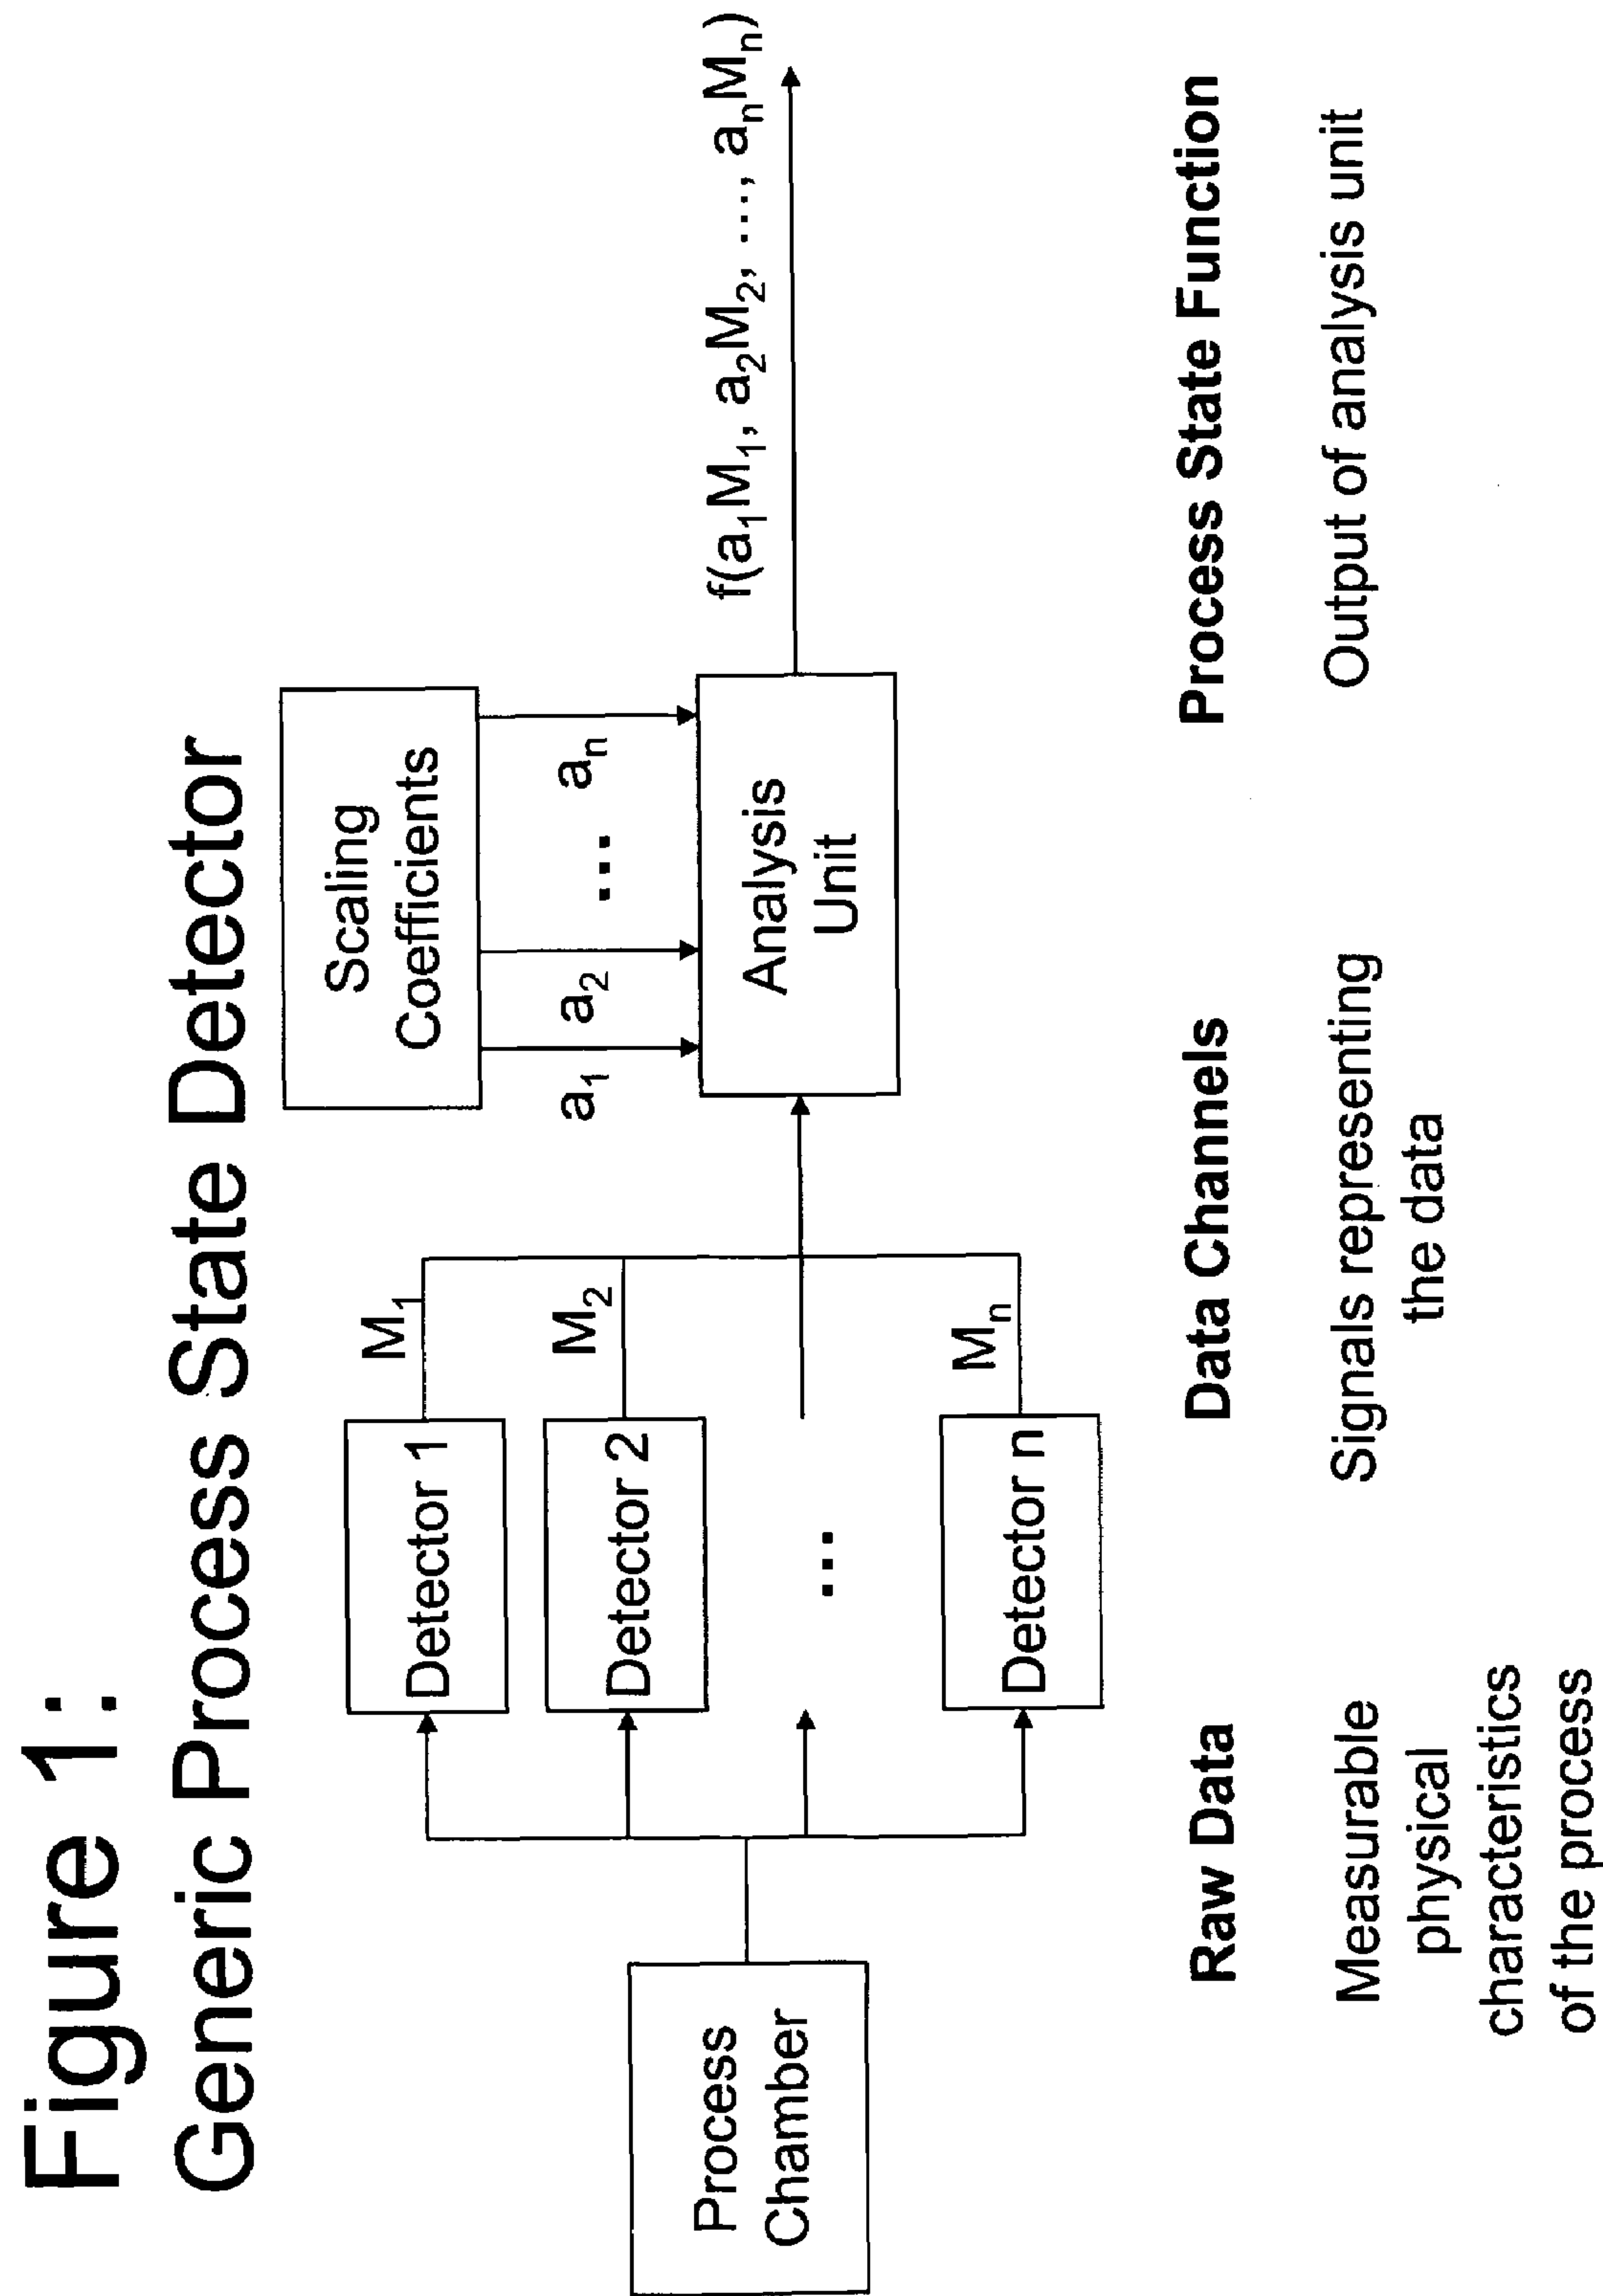 Figure 1:
Generic Process State Detector
Process
Chamber
Detector 1
Detector 2
...
Detector n
M1
M2
Mn
Scaling
Coefficients
a1
a2
...
an
Analysis
Unit
f(a1M1, a2M2, ..., anMn)
Raw Data
Measurable
physical
characteristics
of the process
Data Channels
Signals representing
the data
Process State Function
Output of analysis unit